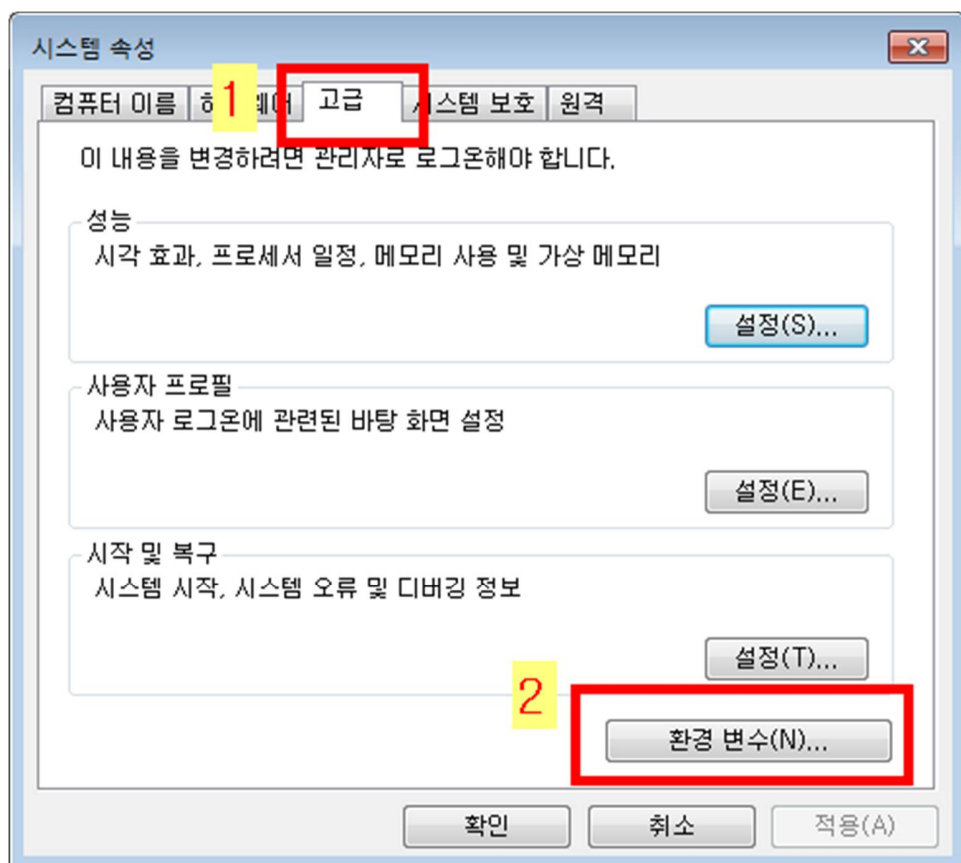 시스템 속성
컴퓨터 이름 1 고급 시스템 보호 원격
이 내용을 변경하려면 관리자로 로그온해야 합니다.
성능
시각 효과, 프로세서 일정, 메모리 사용 및 가상 메모리
설정(S)...
사용자 프로필
사용자 로그온에 관련된 바탕 화면 설정
설정(E)...
시작 및 복구
시스템 시작, 시스템 오류 및 디버깅 정보
설정(T)...
2
환경 변수(N)...
확인 취소 적용(A)